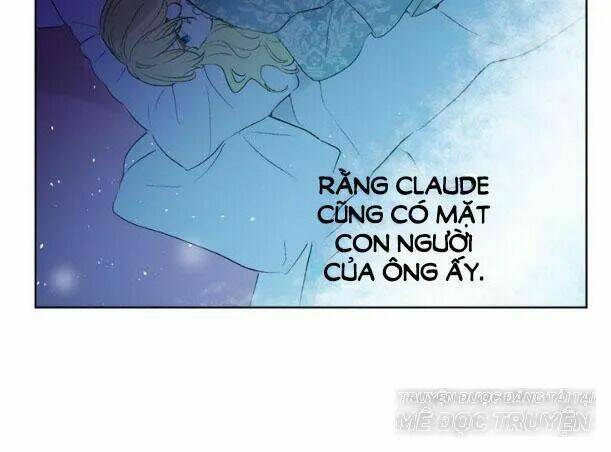 RẰNG CLAUDE
CŨNG CÓ MẶT
CON NGƯỜI
CỦA ÔNG ẤY.
TRUYỆN ĐƯỢC ĐĂNG TẢI TẠI
MÊ ĐỌC TRUYỆN